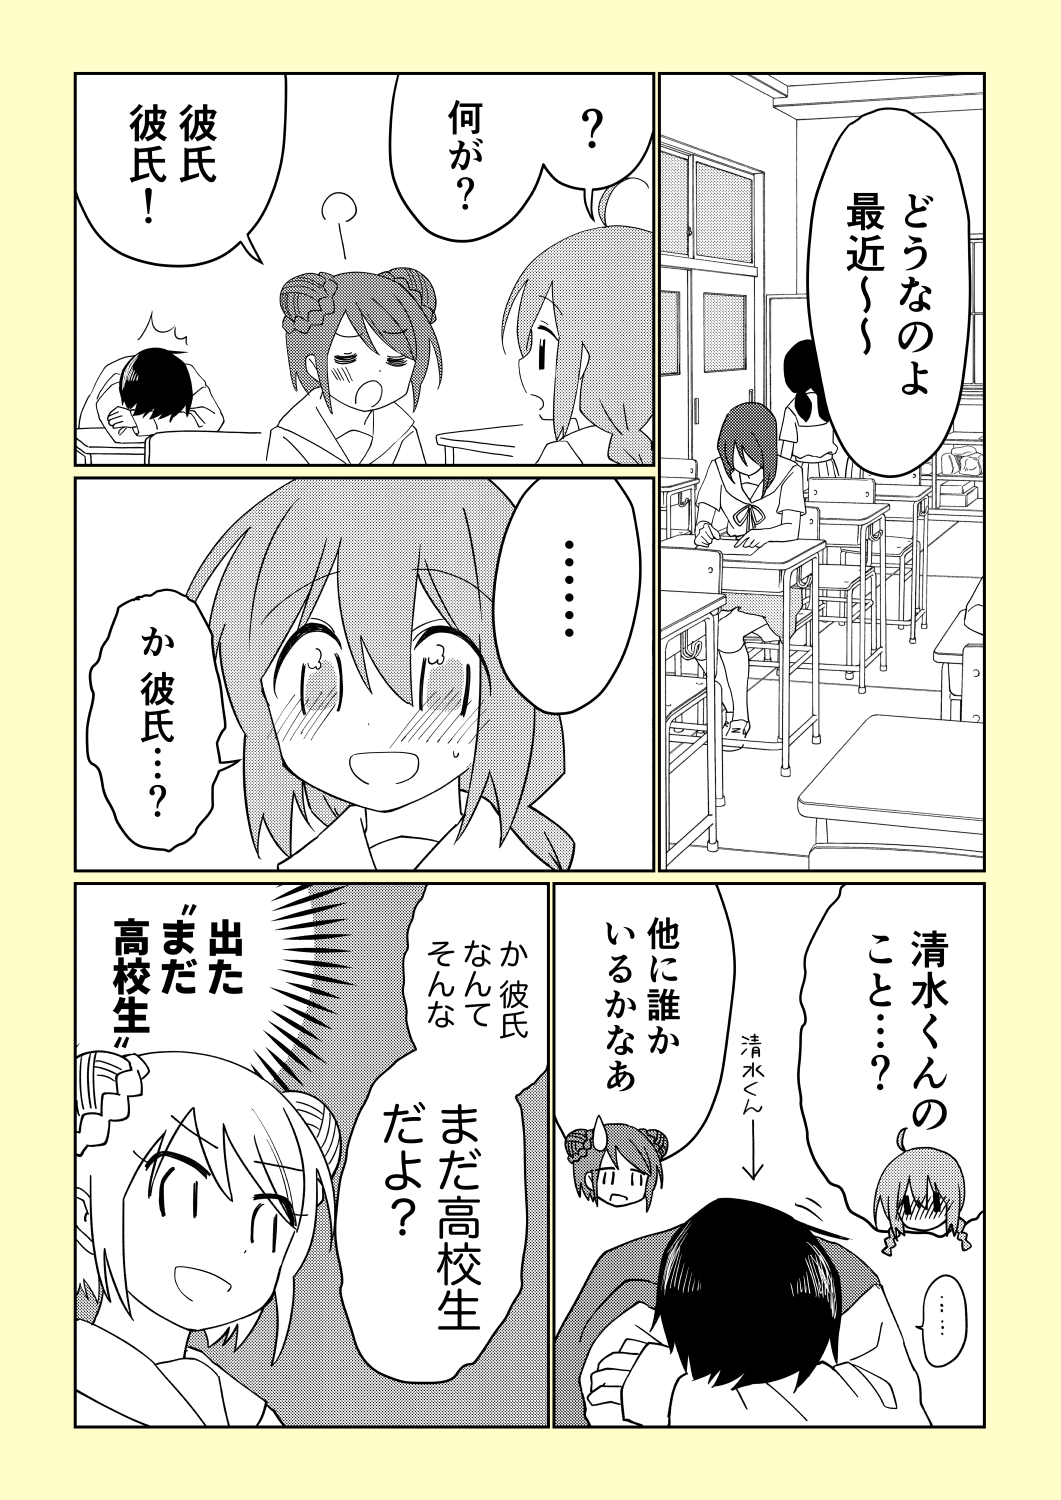 どうなのよ
最近〜〜
？
何が？
彼氏
彼氏！
……
か 彼氏…？
清水くんの
こと…？
……
清水くん
他に誰か
いるかなあ
か 彼氏
なんて
そんな
まだ高校生
だよ？
出た
〝まだ
高校生〟